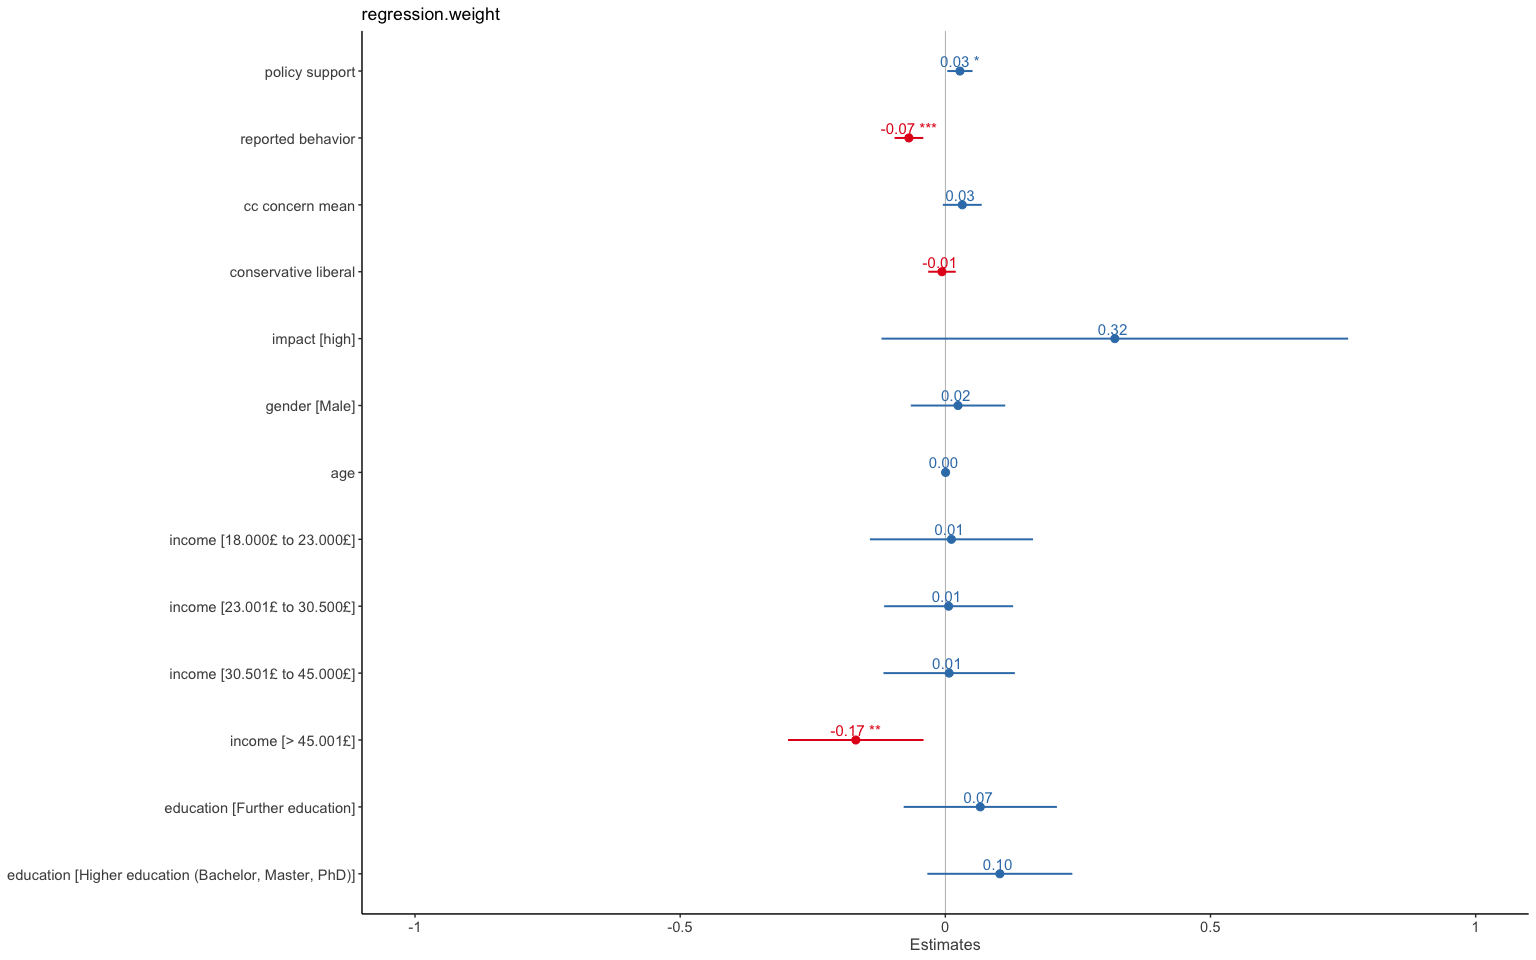 regression.weight
policy support
0.03 *
reported behavior
-0.07 ***
cc concern mean
0.03
conservative liberal
-0.01
impact [high]
0.32
gender [Male]
0.02
age
0.00
income [18.000£ to 23.000£]
0.01
income [23.001£ to 30.500£]
0.01
income [30.501£ to 45.000£]
0.01
income [> 45.001£]
-0.17 **
education [Further education]
0.07
education [Higher education (Bachelor, Master, PhD)]
0.10
-1 -0.5 0 0.5 1
Estimates